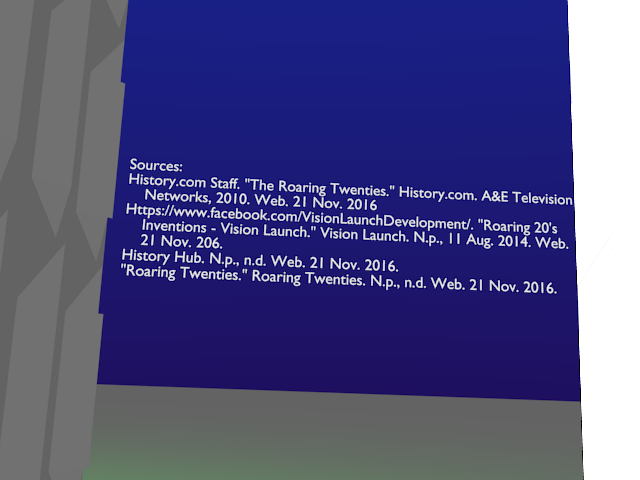 Sources:
History.com Staff. "The Roaring Twenties." History.com. A&E Television
Networks, 2010. Web. 21 Nov. 2016
Https://www.facebook.com/VisionLaunchDevelopment/. "Roaring 20's
Inventions - Vision Launch." Vision Launch. N.p., 11 Aug. 2014. Web.
21 Nov. 206.
History Hub. N.p., n.d. Web. 21 Nov. 2016.
"Roaring Twenties." Roaring Twenties. N.p., n.d. Web. 21 Nov. 2016.